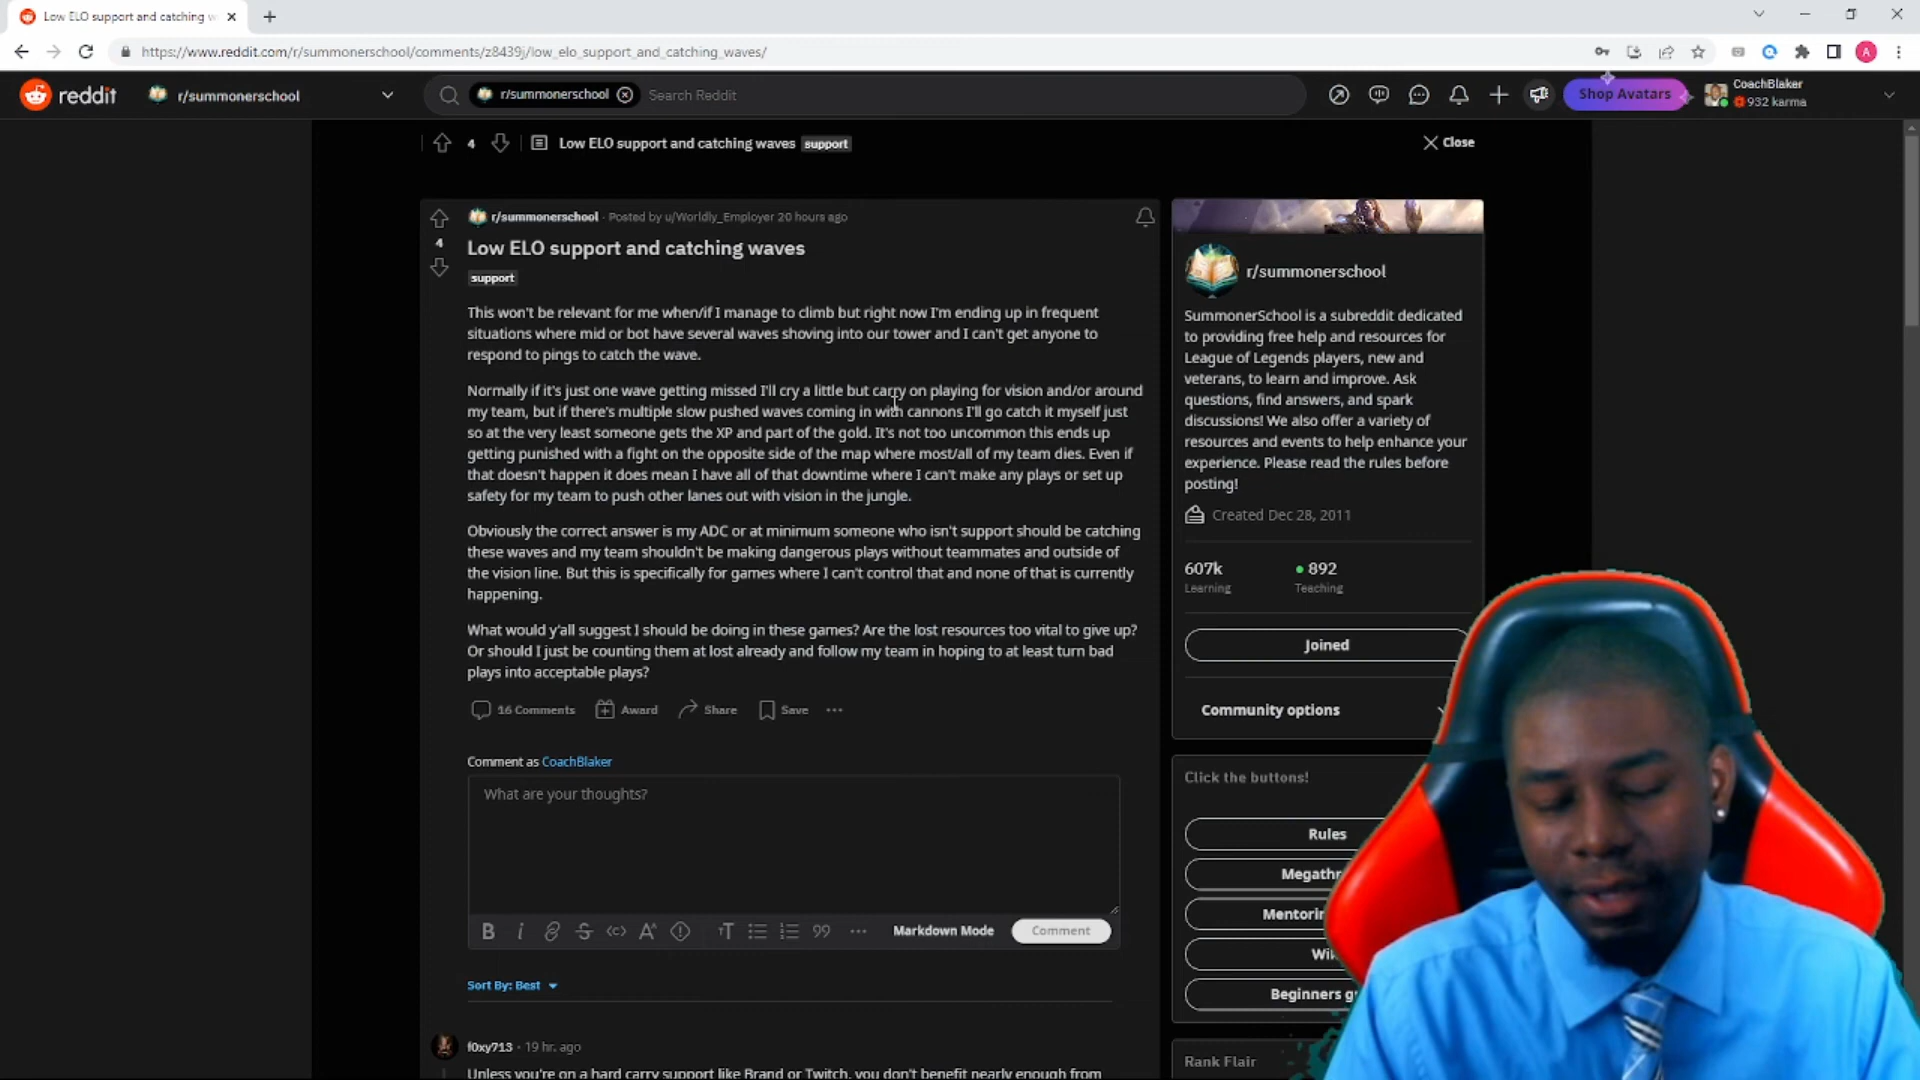 Low ELO support and catching w
https://www.reddit.com/r/summonerschool/comments/z8439j/low_elo_support_and_catching_waves/
A
reddit
r/summonerschool
r/summonerschool
Search Reddit
Shop Avatars
CoachBlaker
932 karma
4
Low ELO support and catching waves
support
Close
r/summonerschool · Posted by u/Worldly_Employer 20 hours ago
4
Low ELO support and catching waves
support
This won't be relevant for me when/if I manage to climb but right now I'm ending up in frequent
situations where mid or bot have several waves shoving into our tower and I can't get anyone to
respond to pings to catch the wave.
Normally if it's just one wave getting missed I'll cry a little but carry on playing for vision and/or around
my team, but if there's multiple slow pushed waves coming in with cannons I'll go catch it myself just
so at the very least someone gets the XP and part of the gold. It's not too uncommon this ends up
getting punished with a fight on the opposite side of the map where most/all of my team dies. Even if
that doesn't happen it does mean I have all of that downtime where I can't make any plays or set up
safety for my team to push other lanes out with vision in the jungle.
Obviously the correct answer is my ADC or at minimum someone who isn't support should be catching
these waves and my team shouldn't be making dangerous plays without teammates and outside of
the vision line. But this is specifically for games where I can't control that and none of that is currently
happening.
What would y'all suggest I should be doing in these games? Are the lost resources too vital to give up?
Or should I just be counting them at lost already and follow my team in hoping to at least turn bad
plays into acceptable plays?
16 Comments
Award
Share
Save
Comment as CoachBlaker
What are your thoughts?
Markdown Mode
Comment
Sort By: Best
f0xy713 · 19 hr. ago
Unless you're on a hard carry support like Brand or Twitch, you don't benefit nearly enough from
r/summonerschool
SummonerSchool is a subreddit dedicated
to providing free help and resources for
League of Legends players, new and
veterans, to learn and improve. Ask
questions, find answers, and spark
discussions! We also offer a variety of
resources and events to help enhance your
experience. Please read the rules before
posting!
Created Dec 28, 2011
607k
892
Learning
Teaching
Joined
Community options
Click the buttons!
Rules
Megathr
Mentorin
Wik
Beginners g
Rank Flair